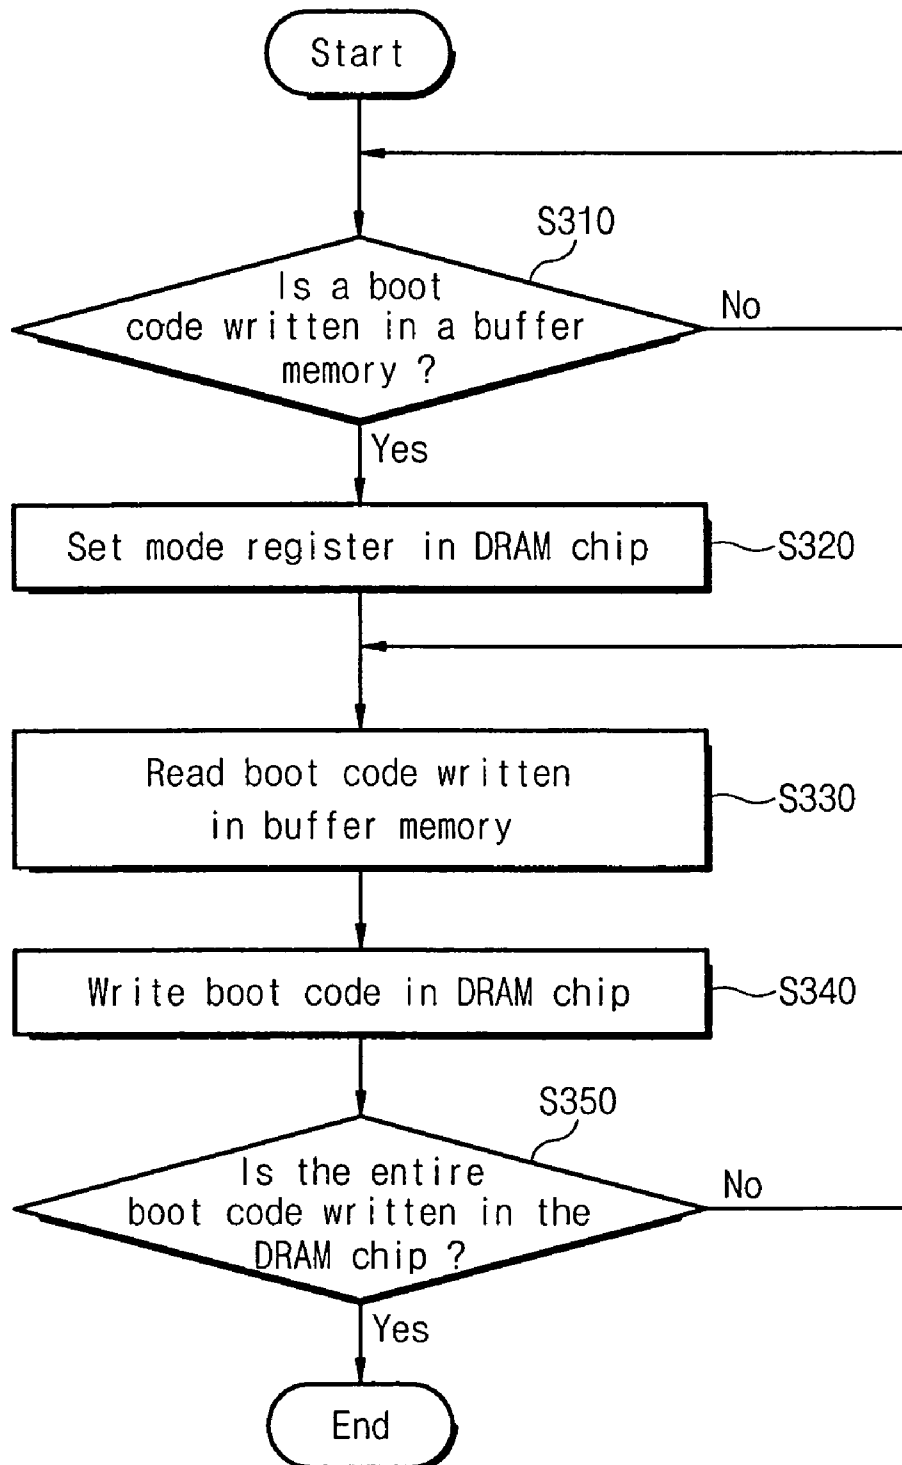 Start
S310
Is a boot
code written in a buffer
memory ?
No
Yes
Set mode register in DRAM chip
S320
Read boot code written
in buffer memory
S330
Write boot code in DRAM chip
S340
S350
Is the entire
boot code written in the
DRAM chip ?
No
Yes
End